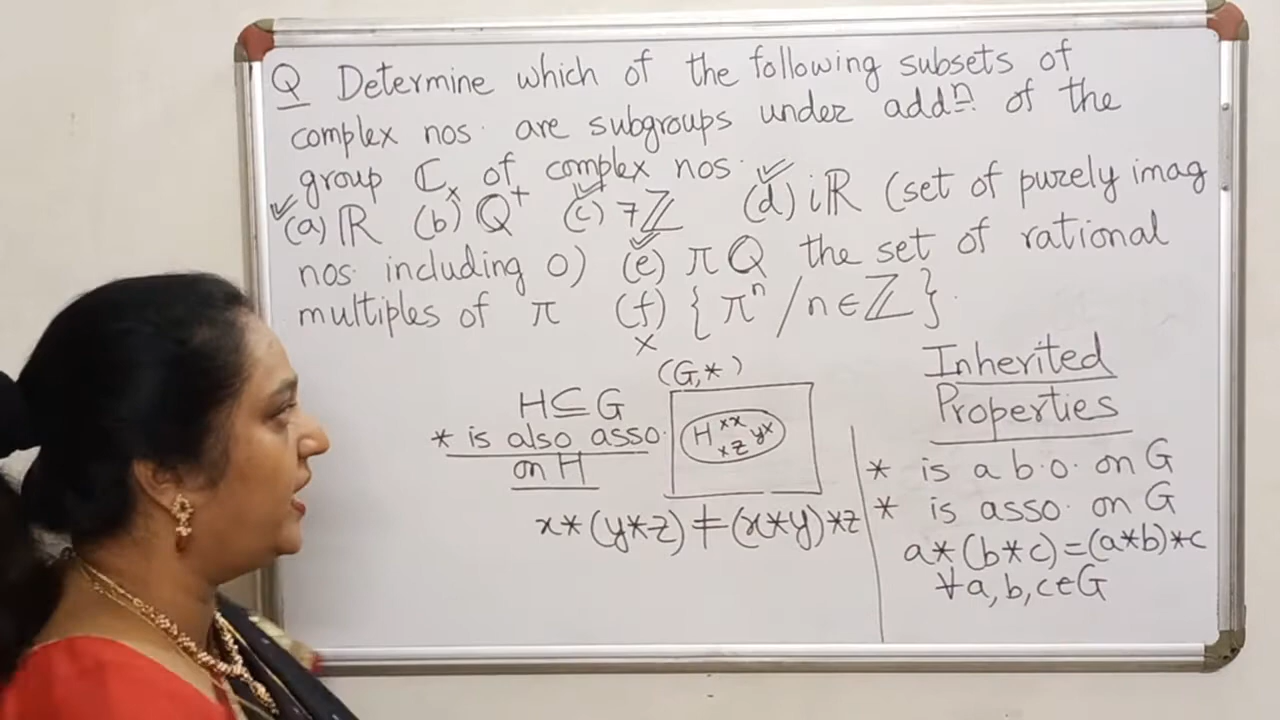 Q Determine which of the following subsets of
complex nos. are subgroups under addⁿ. of the
group ℂ of complex nos.
✓(a) ℝ ×(b) ℚ⁺ ✓(c) 7ℤ ✓(d) iℝ (set of purely imag
nos. including 0) ✓(e) πℚ the set of rational
multiples of π (f) { πⁿ / n∈ℤ }.
×
(G,*)
H⊆G
* is also asso.
on H
H ×x ×z y×
x*(y*z)≠(x*y)*z
Inherited
Properties
* is a b.o. on G
* is asso. on G
a*(b*c)=(a*b)*c
∀a,b,c∈G